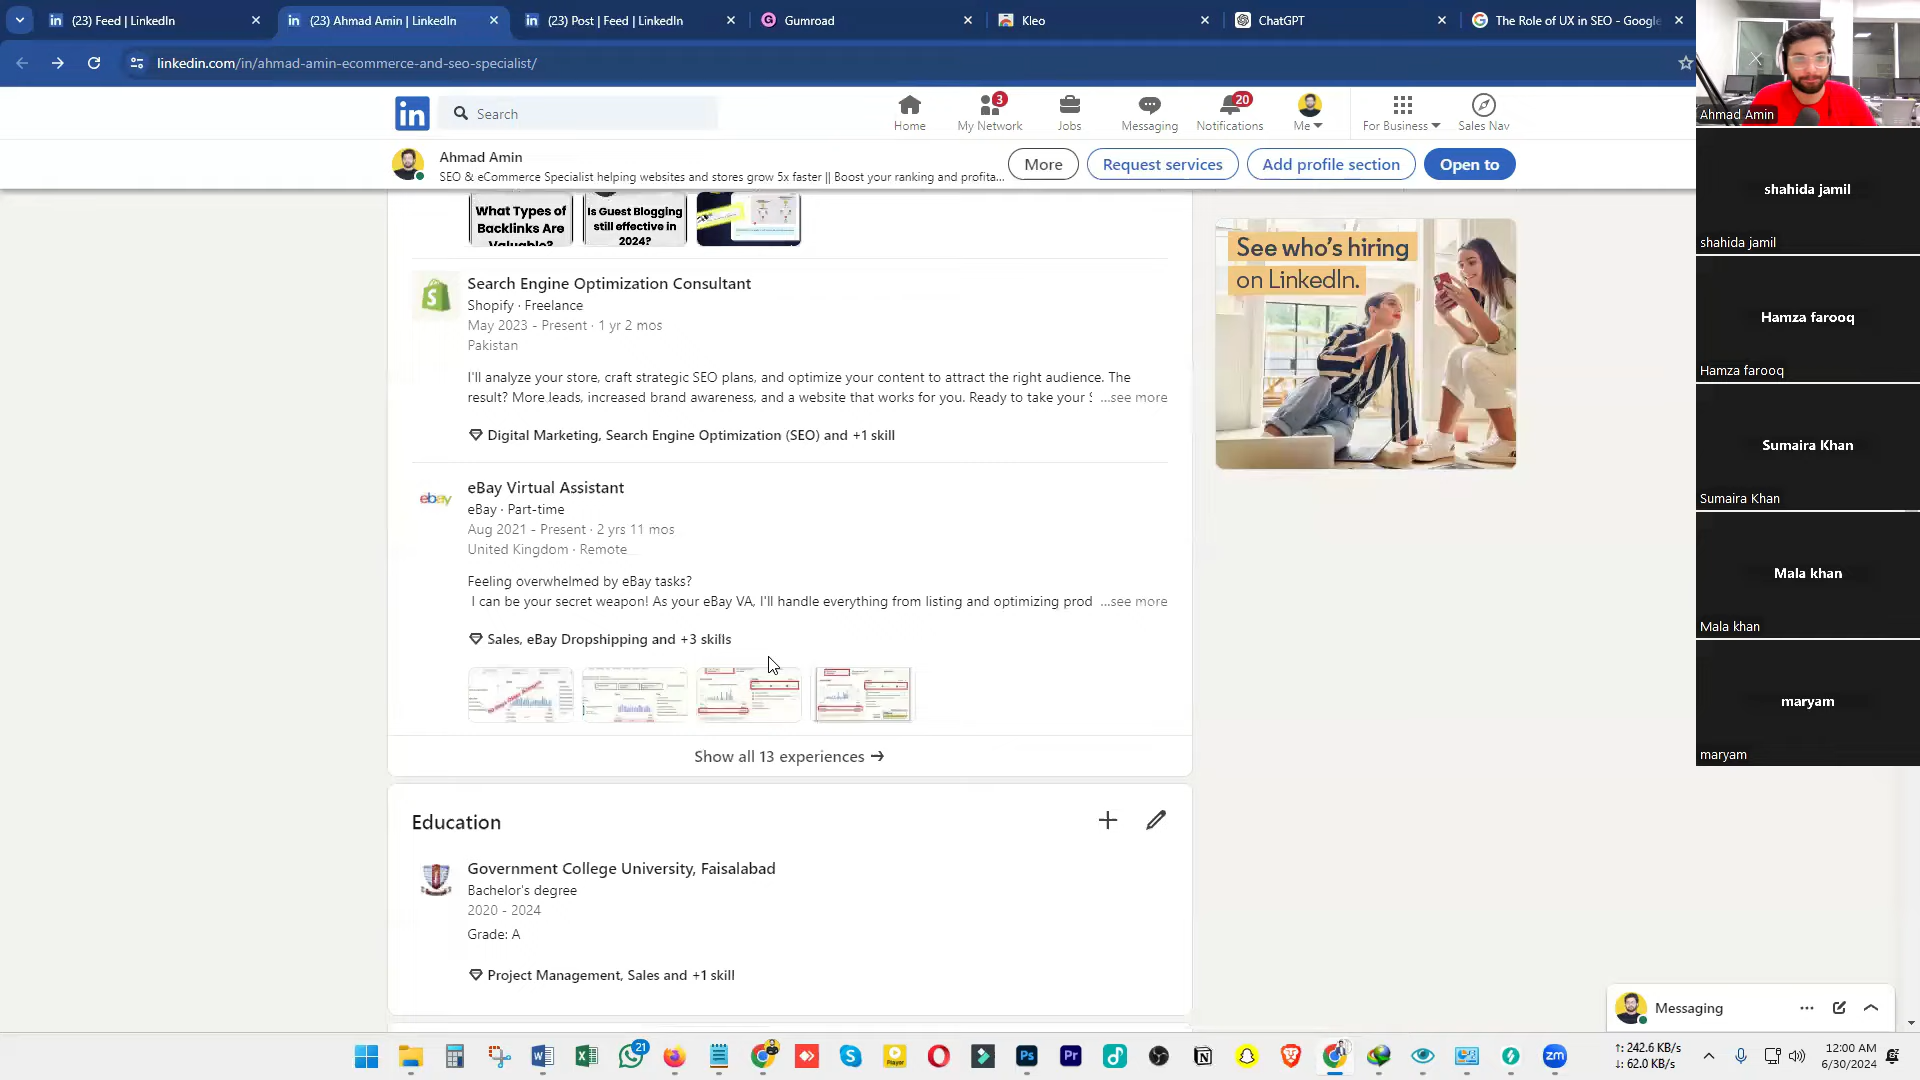 (23) Feed | LinkedIn
(23) Ahmad Amin | LinkedIn
(23) Post | Feed | LinkedIn
Gumroad
Kleo
ChatGPT
The Role of UX in SEO - Google
linkedin.com/in/ahmad-amin-ecommerce-and-seo-specialist/
Search
Home
3
My Network
Jobs
Messaging
20
Notifications
Me
For Business
Sales Nav
Ahmad Amin
SEO & eCommerce Specialist helping websites and stores grow 5x faster || Boost your ranking and profita...
More
Request services
Add profile section
Open to
What Types of
Backlinks Are
Valuable?
Is Guest Blogging
still effective in
2024?
Search Engine Optimization Consultant
Shopify · Freelance
May 2023 - Present · 1 yr 2 mos
Pakistan
I'll analyze your store, craft strategic SEO plans, and optimize your content to attract the right audience. The
result? More leads, increased brand awareness, and a website that works for you. Ready to take your
...see more
Digital Marketing, Search Engine Optimization (SEO) and +1 skill
ebay
eBay Virtual Assistant
eBay · Part-time
Aug 2021 - Present · 2 yrs 11 mos
United Kingdom · Remote
Feeling overwhelmed by eBay tasks?
I can be your secret weapon! As your eBay VA, I'll handle everything from listing and optimizing prod ...see more
Sales, eBay Dropshipping and +3 skills
Show all 13 experiences →
Education
Government College University, Faisalabad
Bachelor's degree
2020 - 2024
Grade: A
Project Management, Sales and +1 skill
See who's hiring
on LinkedIn.
Ahmad Amin
shahida jamil
shahida jamil
Hamza farooq
Hamza farooq
Sumaira Khan
Sumaira Khan
Mala khan
Mala khan
maryam
maryam
Messaging
21
↑: 242.6 KB/s
↓: 62.0 KB/s
12:00 AM
6/30/2024